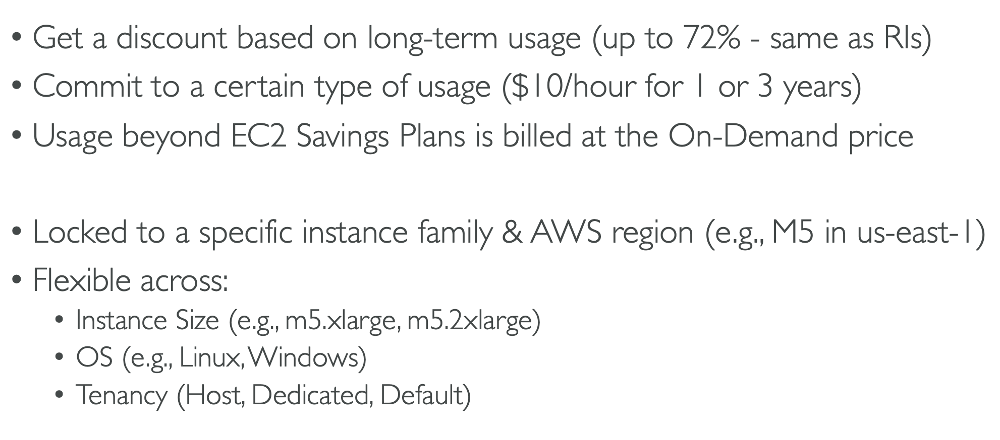 • Get a discount based on long-term usage (up to 72% - same as RIs)
• Commit to a certain type of usage ($10/hour for 1 or 3 years)
• Usage beyond EC2 Savings Plans is billed at the On-Demand price
• Locked to a specific instance family & AWS region (e.g., M5 in us-east-1)
• Flexible across:
• Instance Size (e.g., m5.xlarge, m5.2xlarge)
• OS (e.g., Linux, Windows)
• Tenancy (Host, Dedicated, Default)